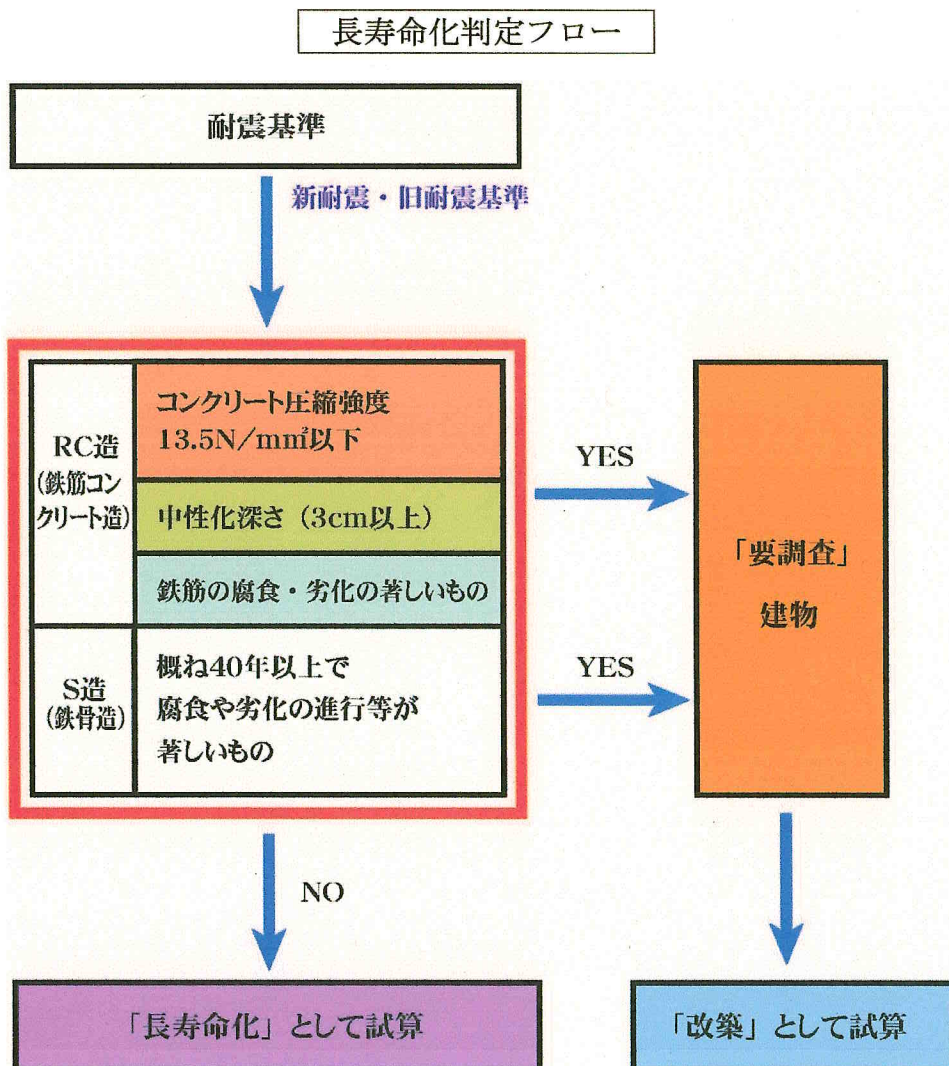 長寿命化判定フロー
耐震基準
新耐震・旧耐震基準
RC造
(鉄筋コン
クリート造)
コンクリート圧縮強度
13.5N/mm²以下
中性化深さ（3cm以上）
鉄筋の腐食・劣化の著しいもの
S造
(鉄骨造)
概ね40年以上で
腐食や劣化の進行等が
著しいもの
YES
YES
「要調査」
建物
NO
「長寿命化」として試算
「改築」として試算